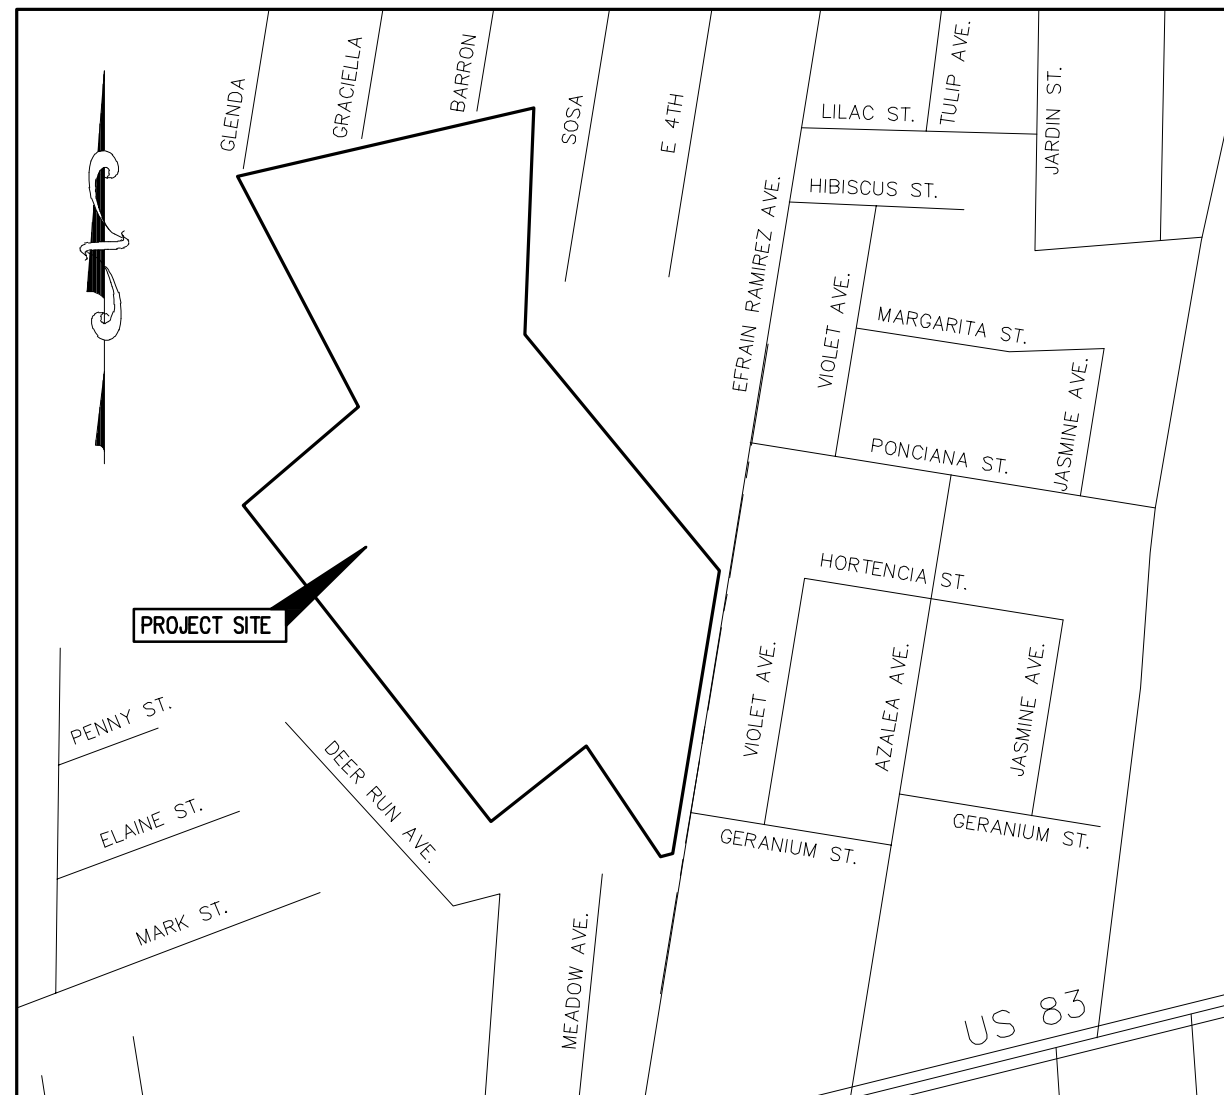 GLENDA
GRACIELLA
BARRON
SOSA
E 4TH
EFRAIN RAMIREZ AVE.
LILAC ST.
TULIP AVE.
JARDIN ST.
HIBISCUS ST.
VIOLET AVE.
MARGARITA ST.
JASMINE AVE.
PONCIANA ST.
HORTENCIA ST.
PROJECT SITE
VIOLET AVE.
AZALEA AVE.
JASMINE AVE.
PENNY ST.
DEER RUN AVE.
ELAINE ST.
GERANIUM ST.
GERANIUM ST.
MARK ST.
MEADOW AVE.
US 83